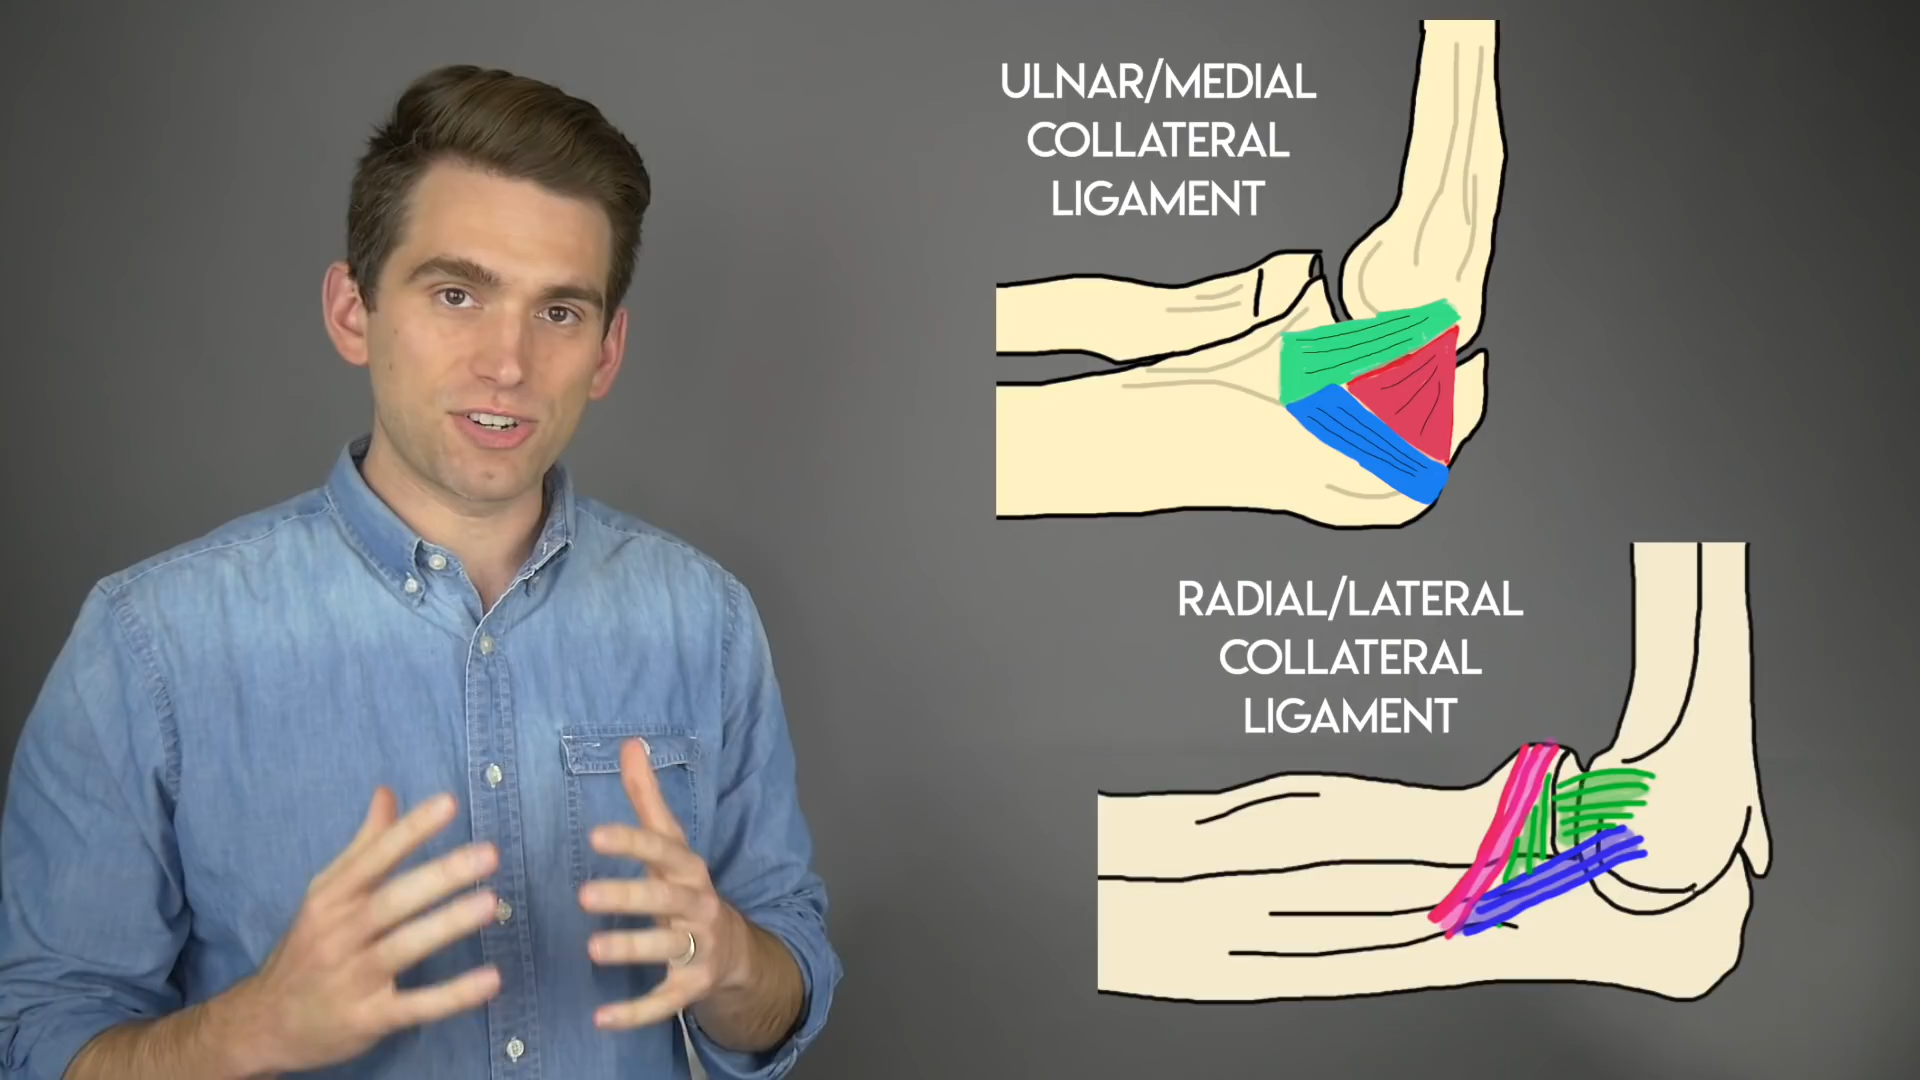 ULNAR/MEDIAL
COLLATERAL
LIGAMENT
RADIAL/LATERAL
COLLATERAL
LIGAMENT